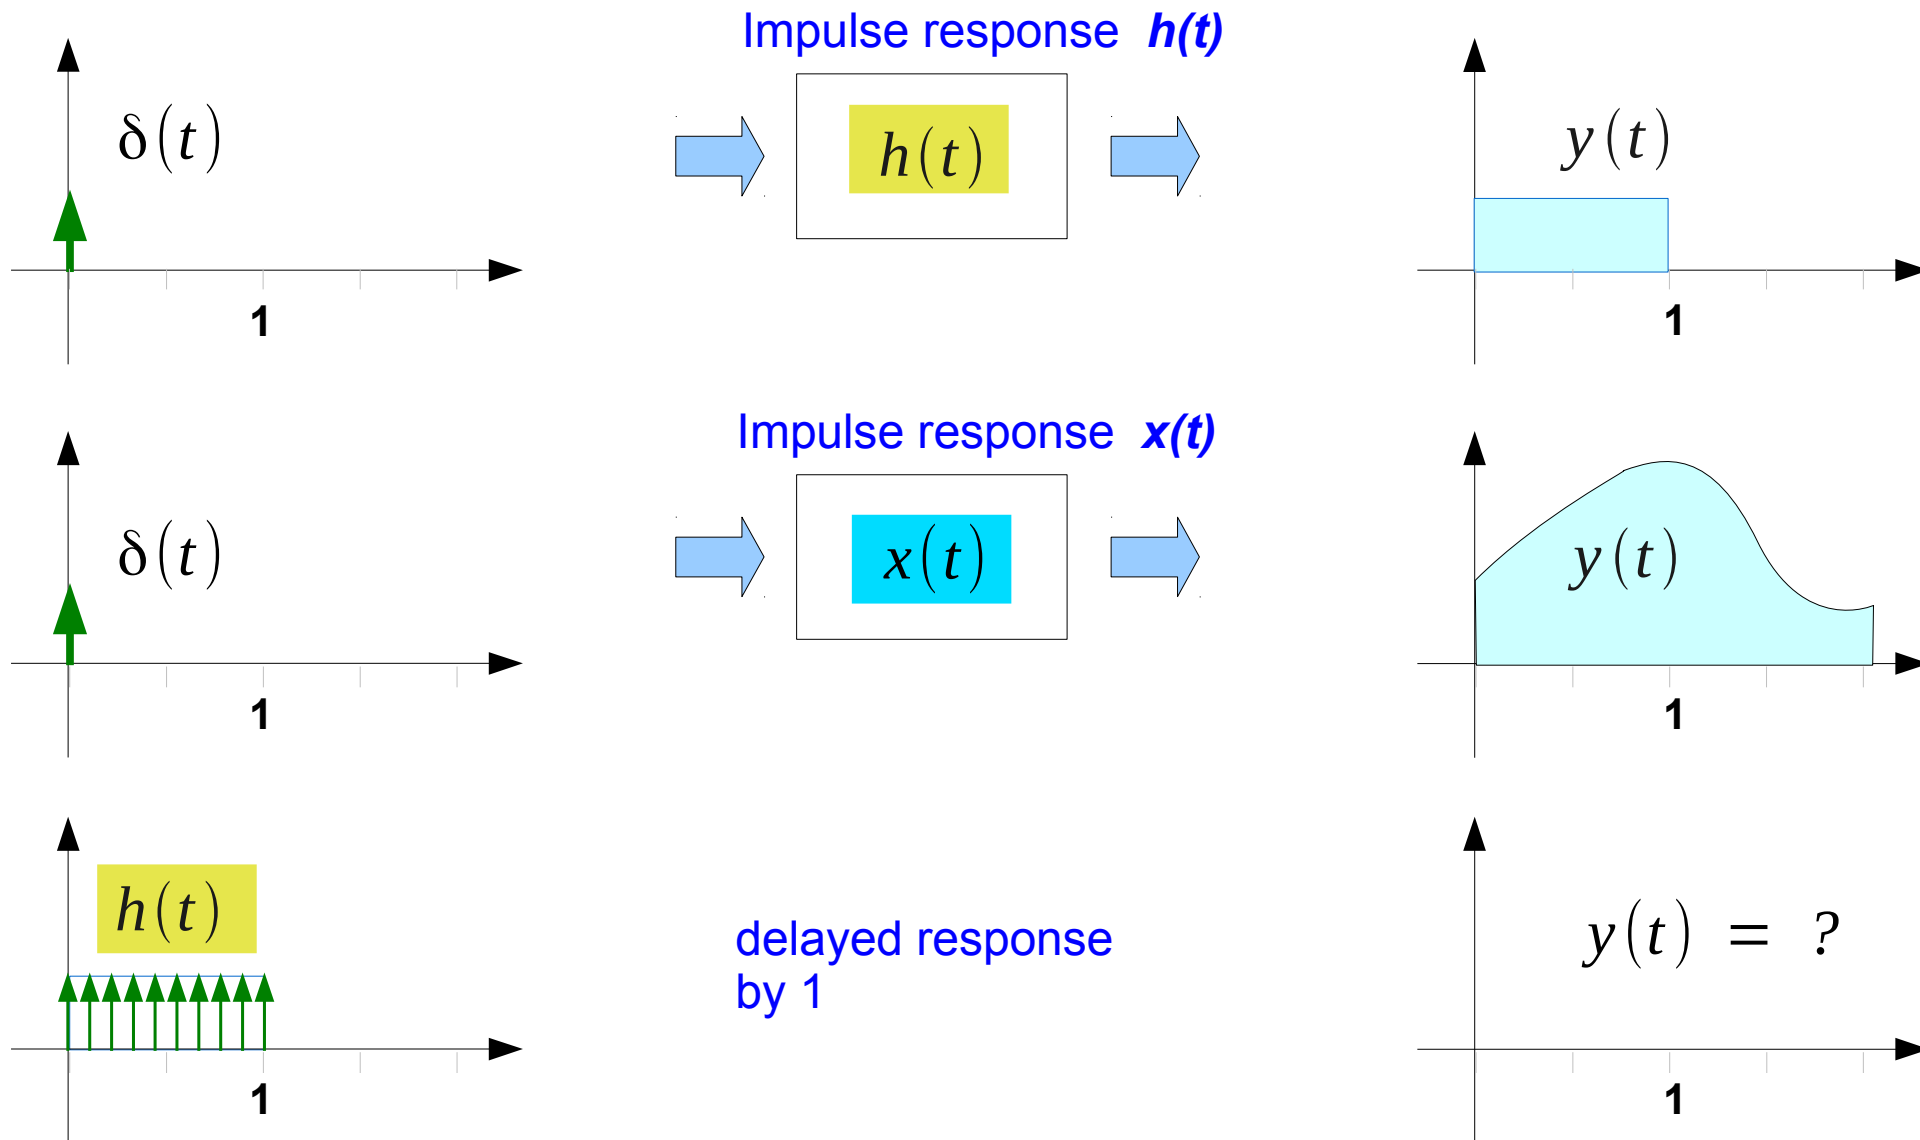 Impulse response h(t)
δ(t)
h(t)
y(t)
1
1
Impulse response x(t)
δ(t)
x(t)
y(t)
1
1
h(t)
delayed response
by 1
y(t) = ?
1
1